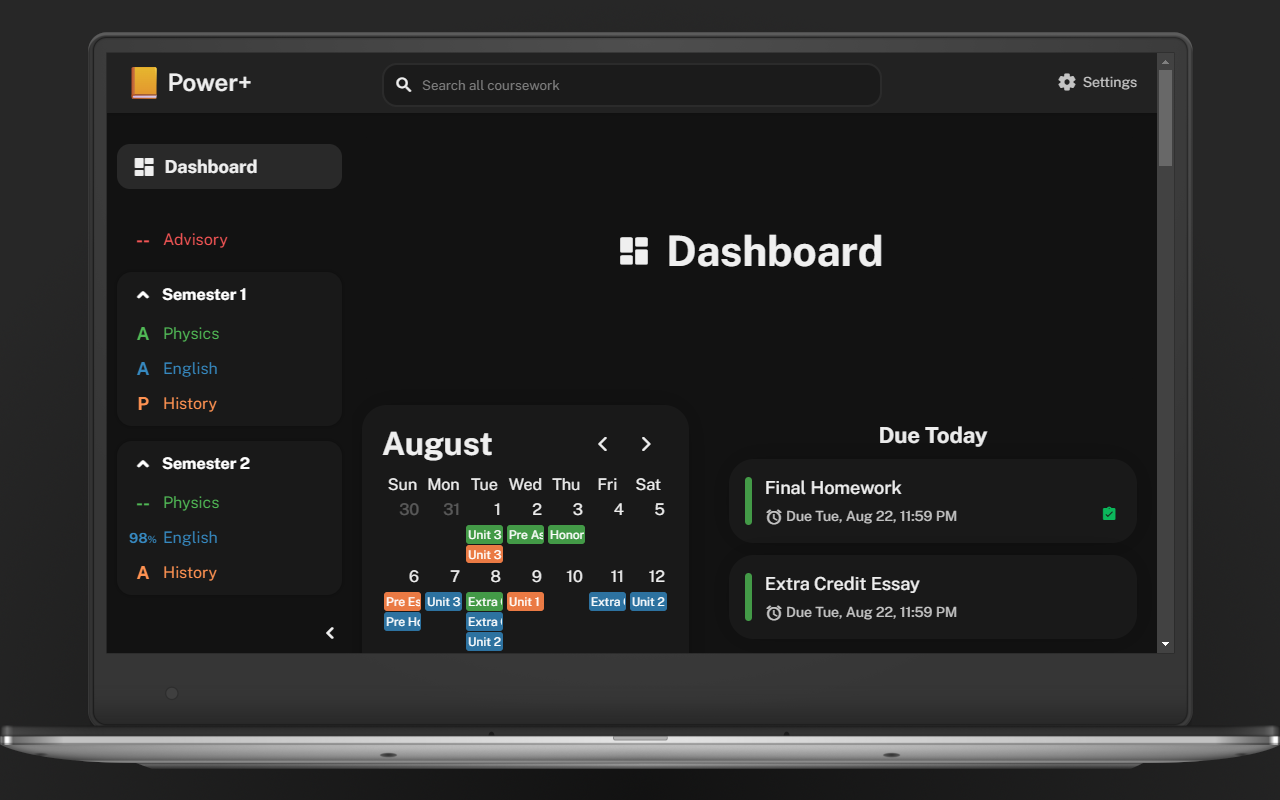 Power+
Search all coursework
Settings
Dashboard
-- Advisory
Semester 1
A Physics
A English
P History
Semester 2
-- Physics
98% English
A History
Dashboard
August
Sun Mon Tue Wed Thu Fri Sat
30 31 1 2 3 4 5
Unit 3 Pre As Honor
Unit 3
6 7 8 9 10 11 12
Pre Es Unit 3 Extra Unit 1 Extra Unit 2
Pre Ho Extra
Unit 2
Due Today
Final Homework
Due Tue, Aug 22, 11:59 PM
Extra Credit Essay
Due Tue, Aug 22, 11:59 PM